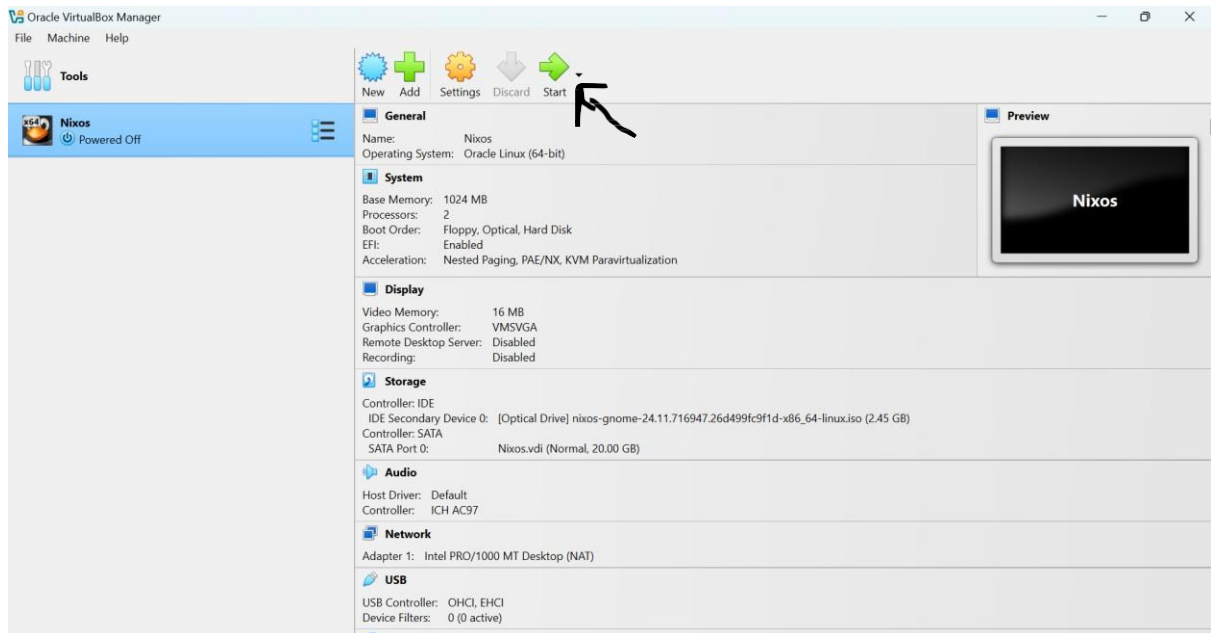 Oracle VirtualBox Manager
File Machine Help
Tools
New Add Settings Discard Start
x64
Nixos
Powered Off
General
Name: Nixos
Operating System: Oracle Linux (64-bit)
System
Base Memory: 1024 MB
Processors: 2
Boot Order: Floppy, Optical, Hard Disk
EFI: Enabled
Acceleration: Nested Paging, PAE/NX, KVM Paravirtualization
Display
Video Memory: 16 MB
Graphics Controller: VMSVGA
Remote Desktop Server: Disabled
Recording: Disabled
Storage
Controller: IDE
IDE Secondary Device 0: [Optical Drive] nixos-gnome-24.11.716947.26d499fc9f1d-x86_64-linux.iso (2.45 GB)
Controller: SATA
SATA Port 0: Nixos.vdi (Normal, 20.00 GB)
Audio
Host Driver: Default
Controller: ICH AC97
Network
Adapter 1: Intel PRO/1000 MT Desktop (NAT)
USB
USB Controller: OHCI, EHCI
Device Filters: 0 (0 active)
Preview
Nixos